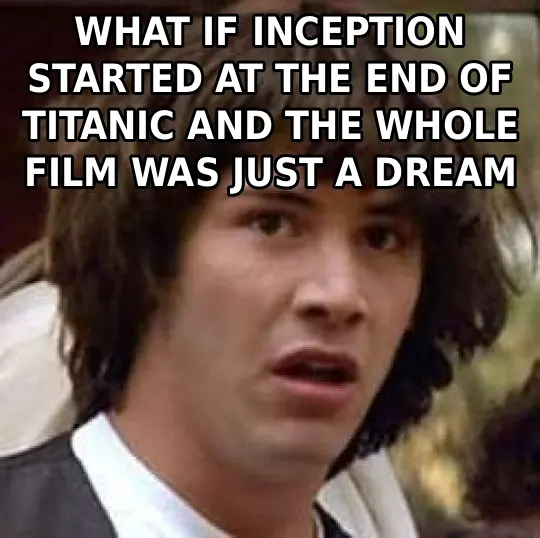 WHAT IF INCEPTION
STARTED AT THE END OF
TITANIC AND THE WHOLE
FILM WAS JUST A DREAM